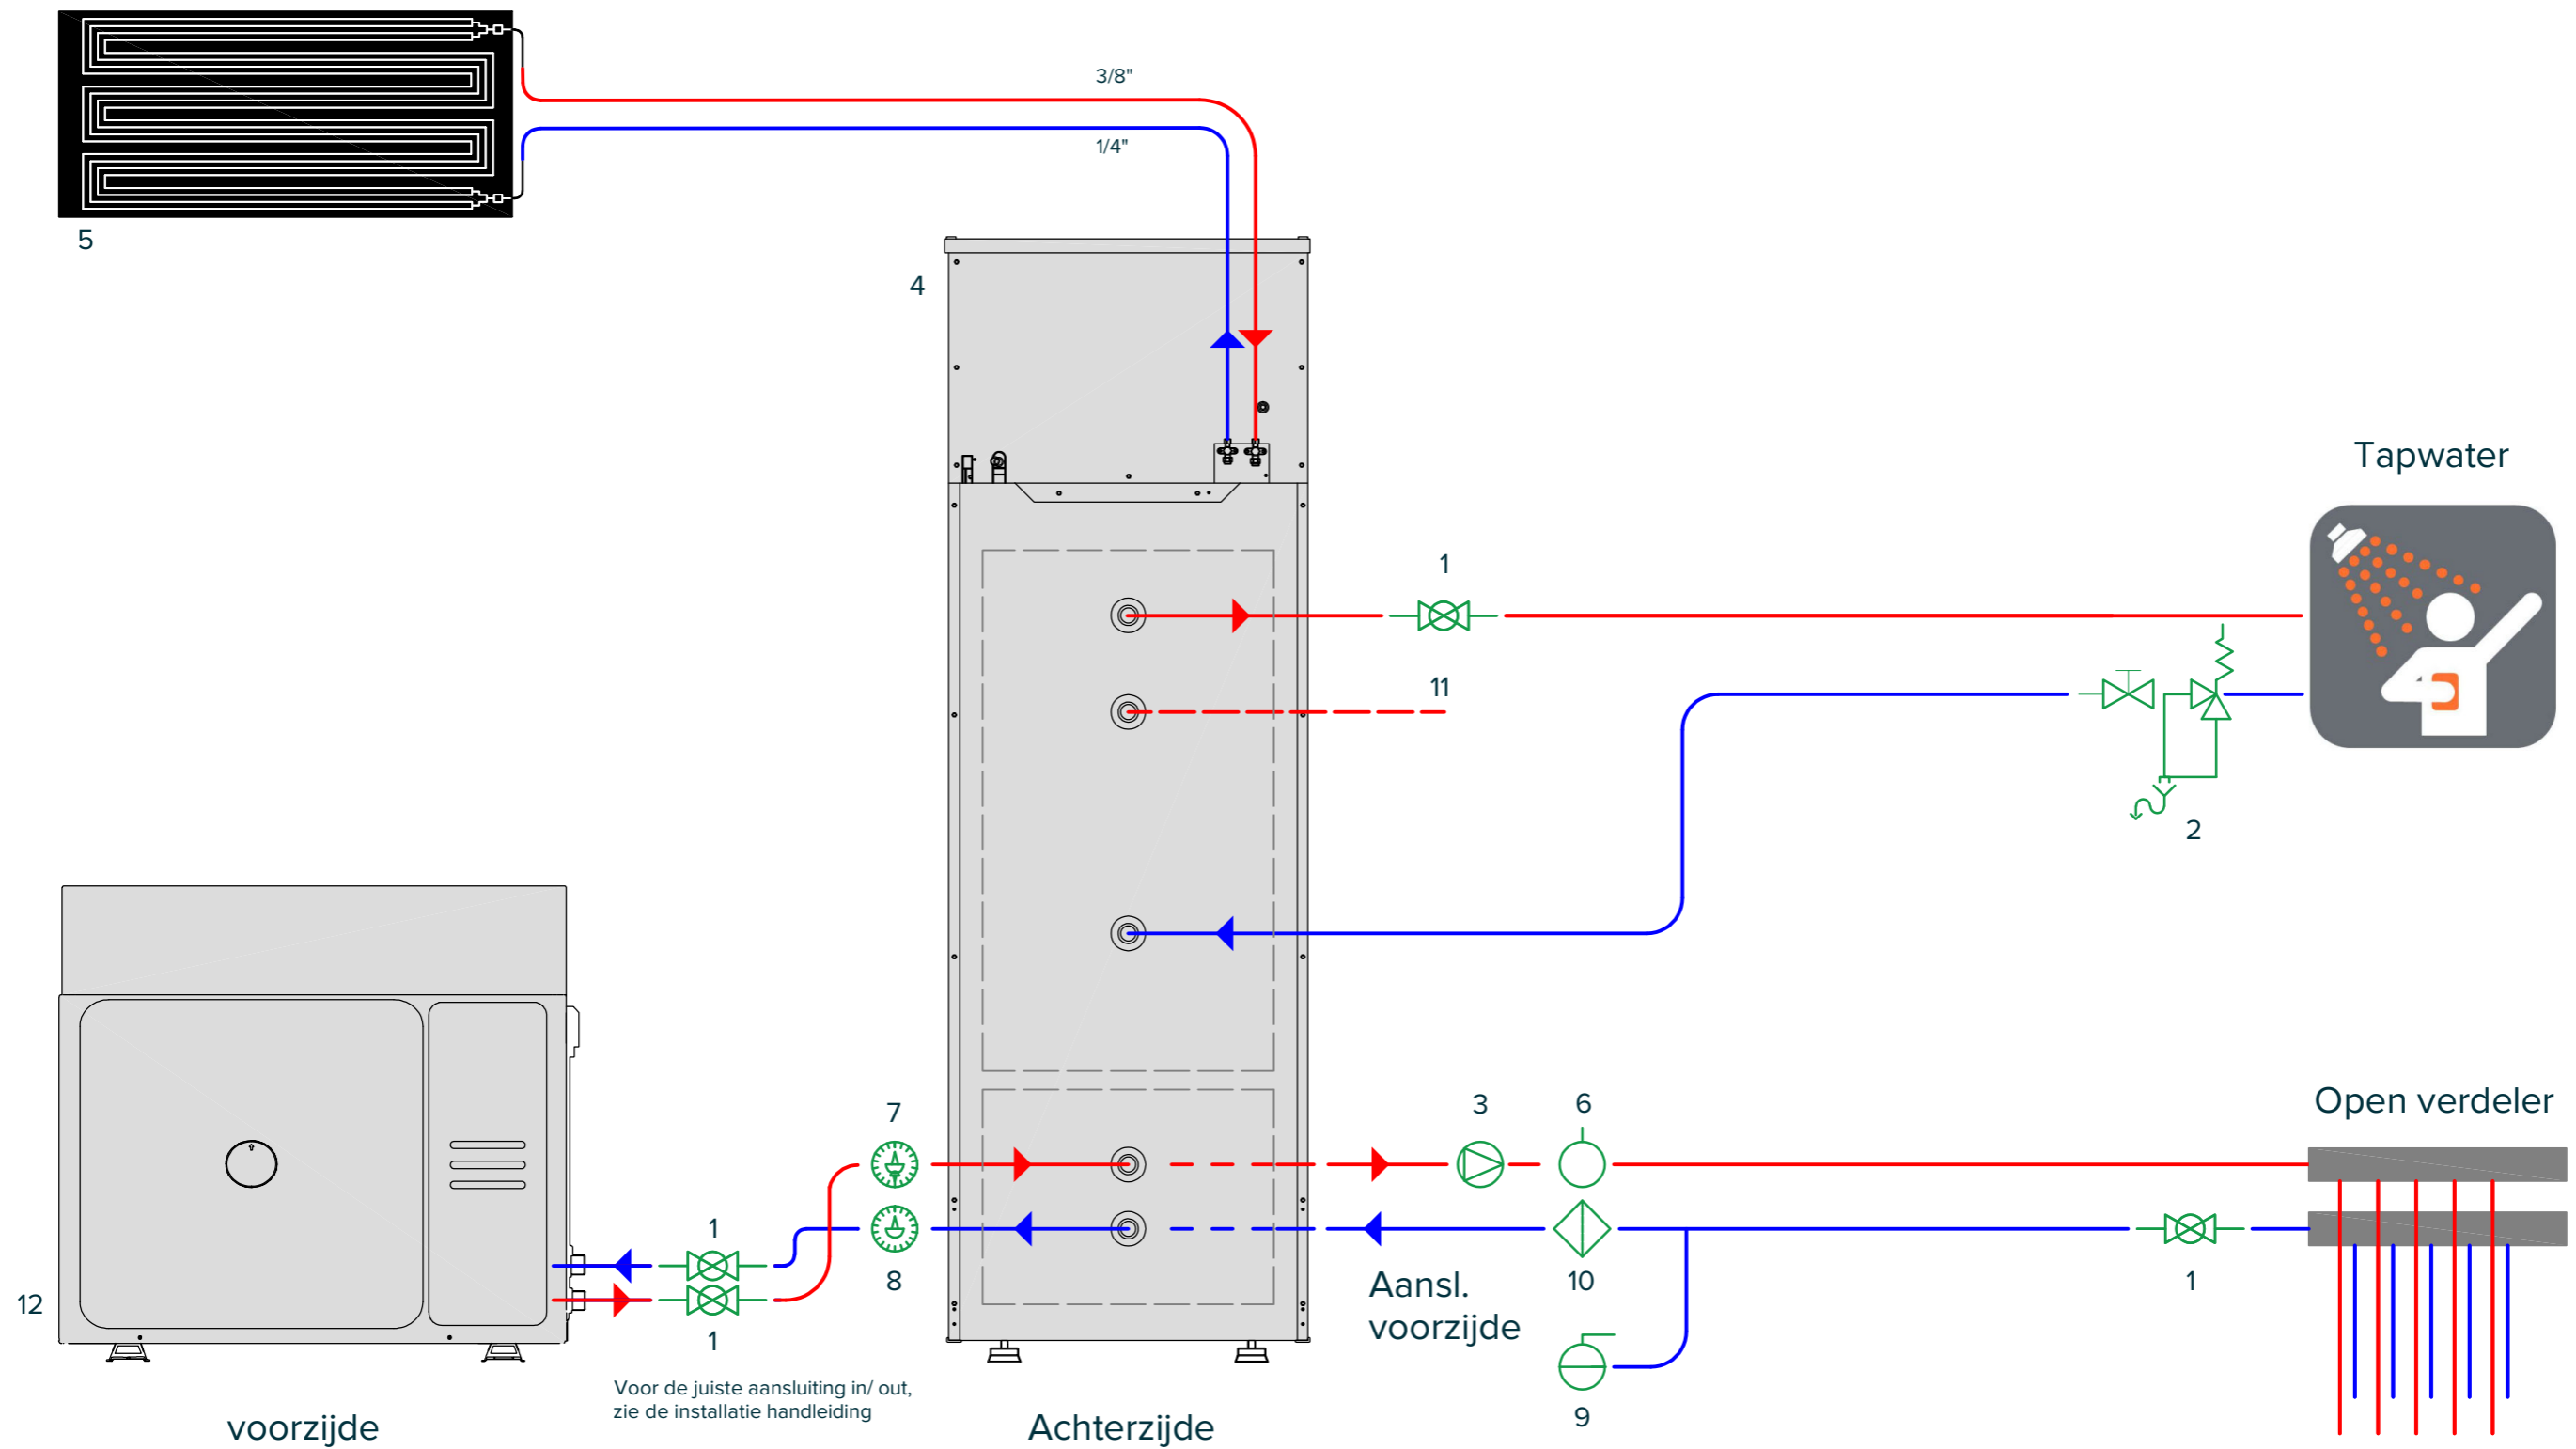 3/8"
1/4"
5
4
Tapwater
1
11
2
7
3
6
Open verdeler
1
8
10
1
12
1
Aansl.
voorzijde
Voor de juiste aansluiting in/ out,
zie de installatie handleiding
9
voorzijde
Achterzijde